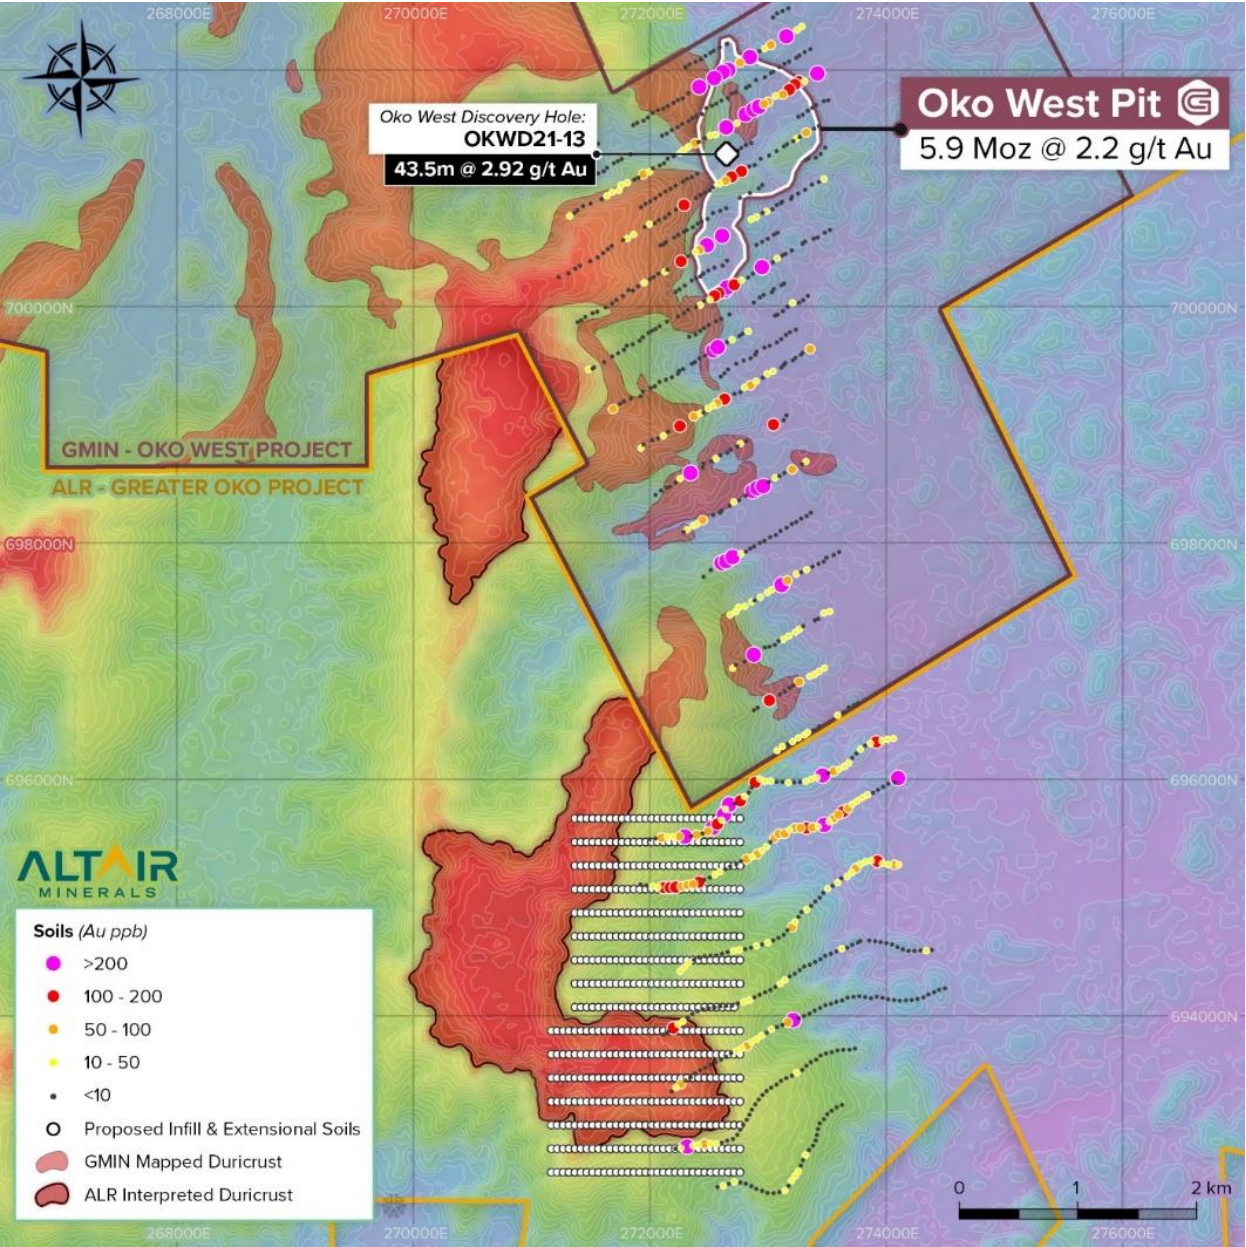 268000E
270000E
272000E
274000E
276000E
Oko West Discovery Hole:
OKWD21-13
43.5m @ 2.92 g/t Au
Oko West Pit
5.9 Moz @ 2.2 g/t Au
700000N
700000N
GMIN - OKO WEST PROJECT
ALR - GREATER OKO PROJECT
698000N
698000N
696000N
696000N
ALTAIR
MINERALS
Soils (Au ppb)
>200
100 - 200
50 - 100
10 - 50
<10
Proposed Infill & Extensional Soils
GMIN Mapped Duricrust
ALR Interpreted Duricrust
694000N
0 1 2 km
268000E
270000E
272000E
274000E
276000E